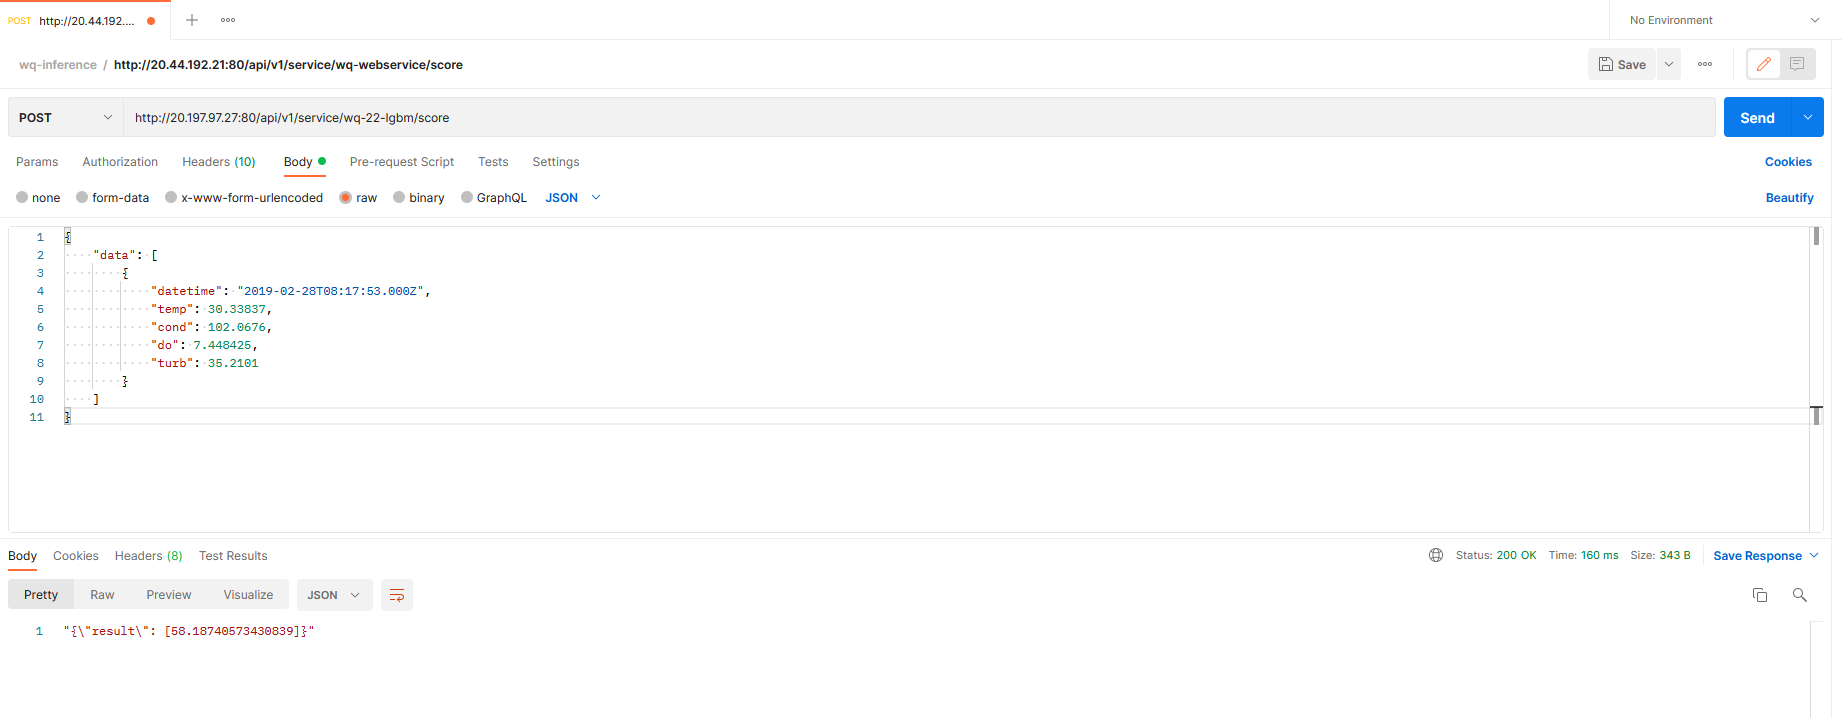 POST http://20.44.192.... No Environment
wq-inference / http://20.44.192.21:80/api/v1/service/wq-webservice/score Save
POST http://20.197.97.27:80/api/v1/service/wq-22-lgbm/score Send
Params Authorization Headers (10) Body Pre-request Script Tests Settings Cookies
none form-data x-www-form-urlencoded raw binary GraphQL JSON Beautify
1 {
2 "data": [
3 {
4 "datetime": "2019-02-28T08:17:53.000Z",
5 "temp": 30.33837,
6 "cond": 102.0676,
7 "do": 7.448425,
8 "turb": 35.2101
9 }
10 ]
11 }
Body Cookies Headers (8) Test Results Status: 200 OK Time: 160 ms Size: 343 B Save Response
Pretty Raw Preview Visualize JSON
1 "{\"result\": [58.18740573430839]}"